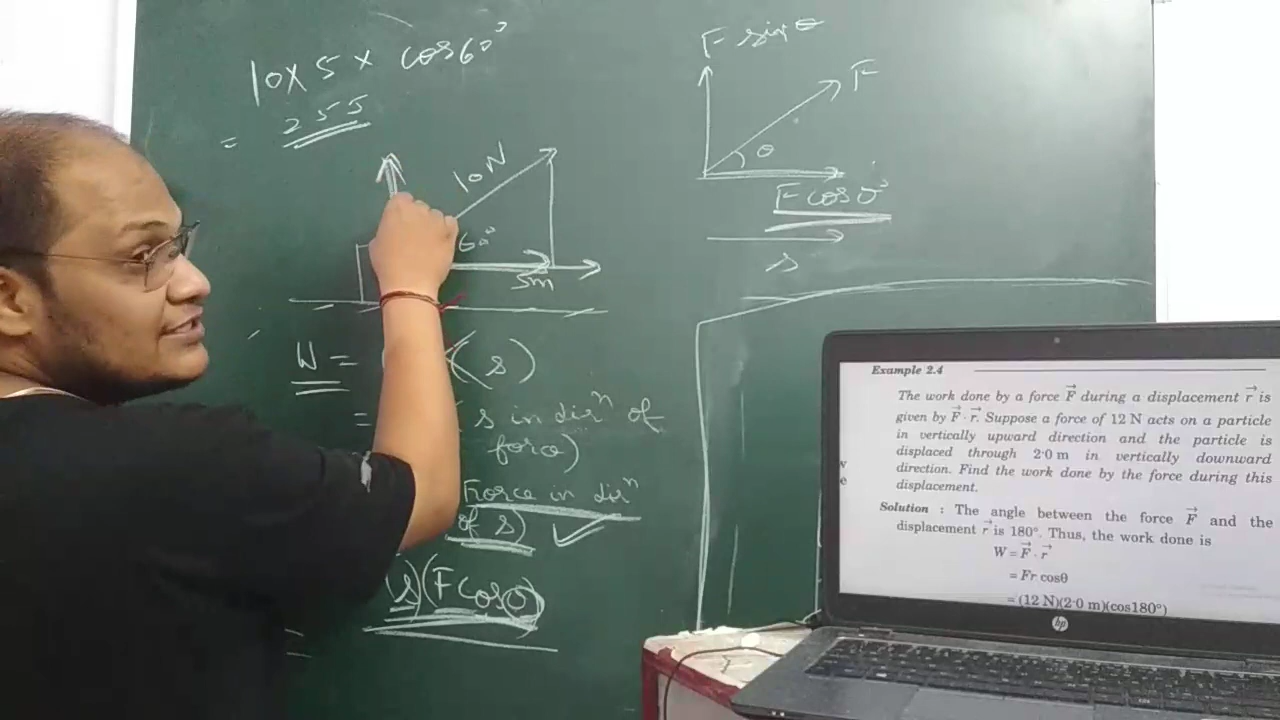 10 x 5 x cos 60°
= 255
10N
60°
5m
W = (s)
= s in dirⁿ of
force)
Force in dirⁿ
of s)
s)(F cos θ)
=
F sin θ
F
θ
F cos θ
s
Example 2.4
The work done by a force F⃗ during a displacement r⃗ is
given by F⃗ · r⃗. Suppose a force of 12 N acts on a particle
in vertically upward direction and the particle is
displaced through 2·0 m in vertically downward
direction. Find the work done by the force during this
displacement.
Solution : The angle between the force F⃗ and the
displacement r⃗ is 180°. Thus, the work done is
W = F⃗ · r⃗
= Fr cosθ
= (12 N)(2·0 m)(cos180°)
hp